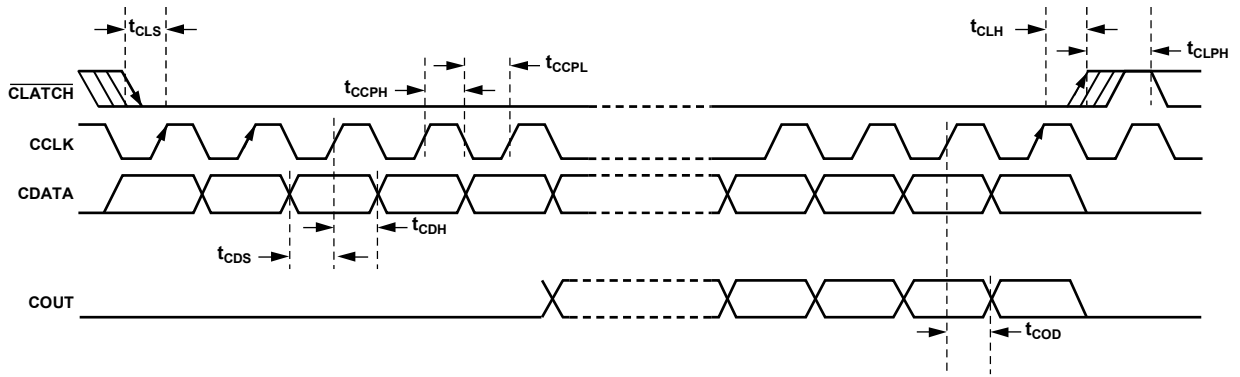 tCLS
tCLH
tCLPH
tCCPL
tCCPH
CLATCH
CCLK
CDATA
tCDH
tCDS
COUT
tCOD